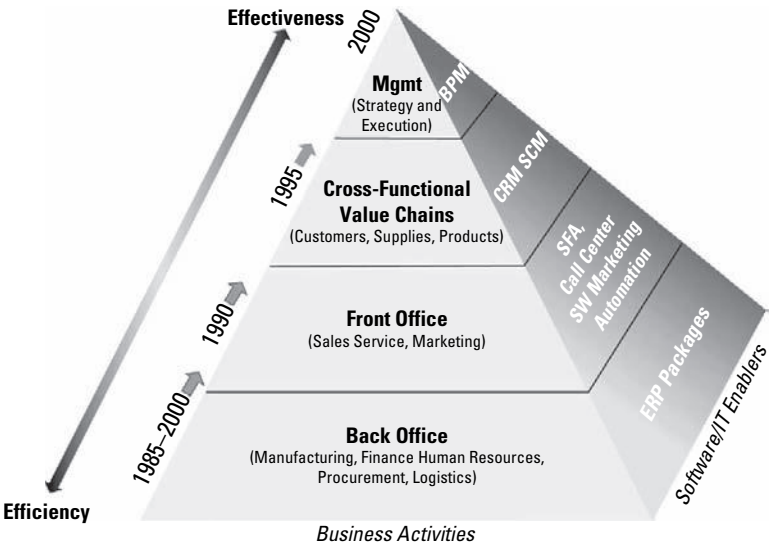 Effectiveness
2000
BPM
Mgmt
(Strategy and
Execution)
1995
CRM SCM
Cross-Functional
Value Chains
(Customers, Supplies, Products)
SFA,
Call Center
SW Marketing
Automation
1990
Front Office
(Sales Service, Marketing)
ERP Packages
1985–2000
Back Office
(Manufacturing, Finance Human Resources,
Procurement, Logistics)
Software/IT Enablers
Efficiency
Business Activities